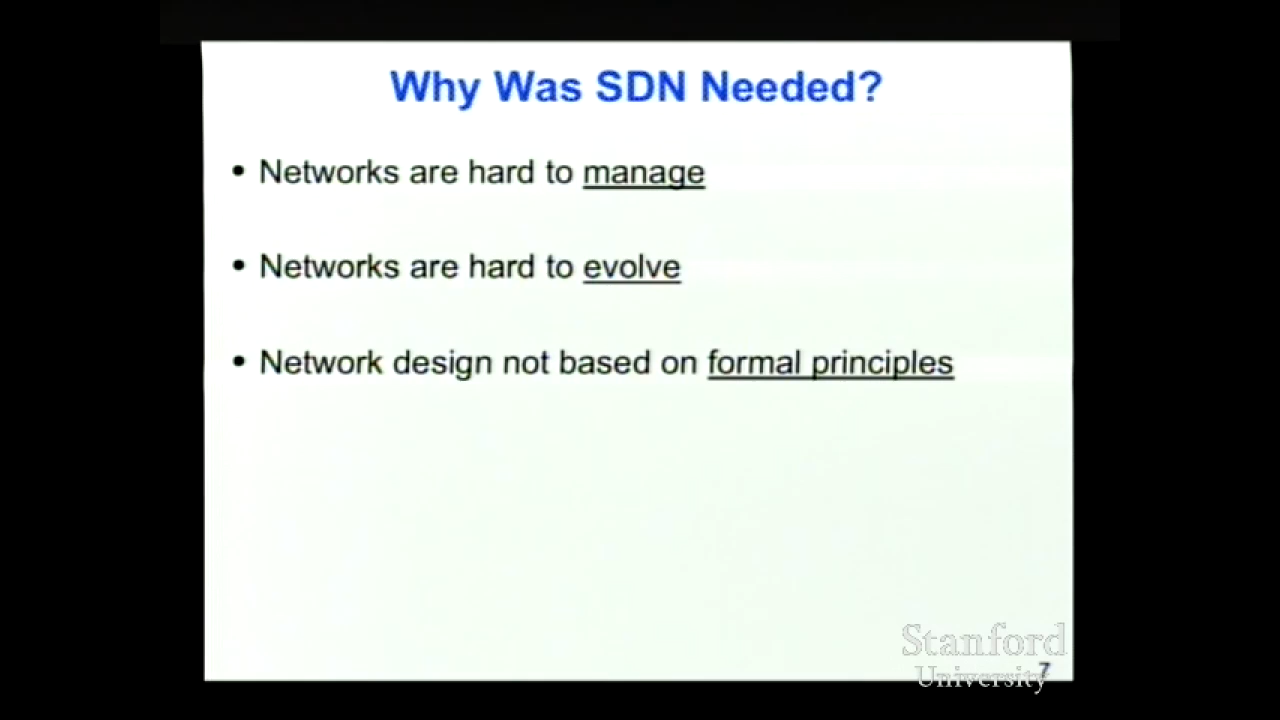 Why Was SDN Needed?
• Networks are hard to manage
• Networks are hard to evolve
• Network design not based on formal principles
Stanford
University
7